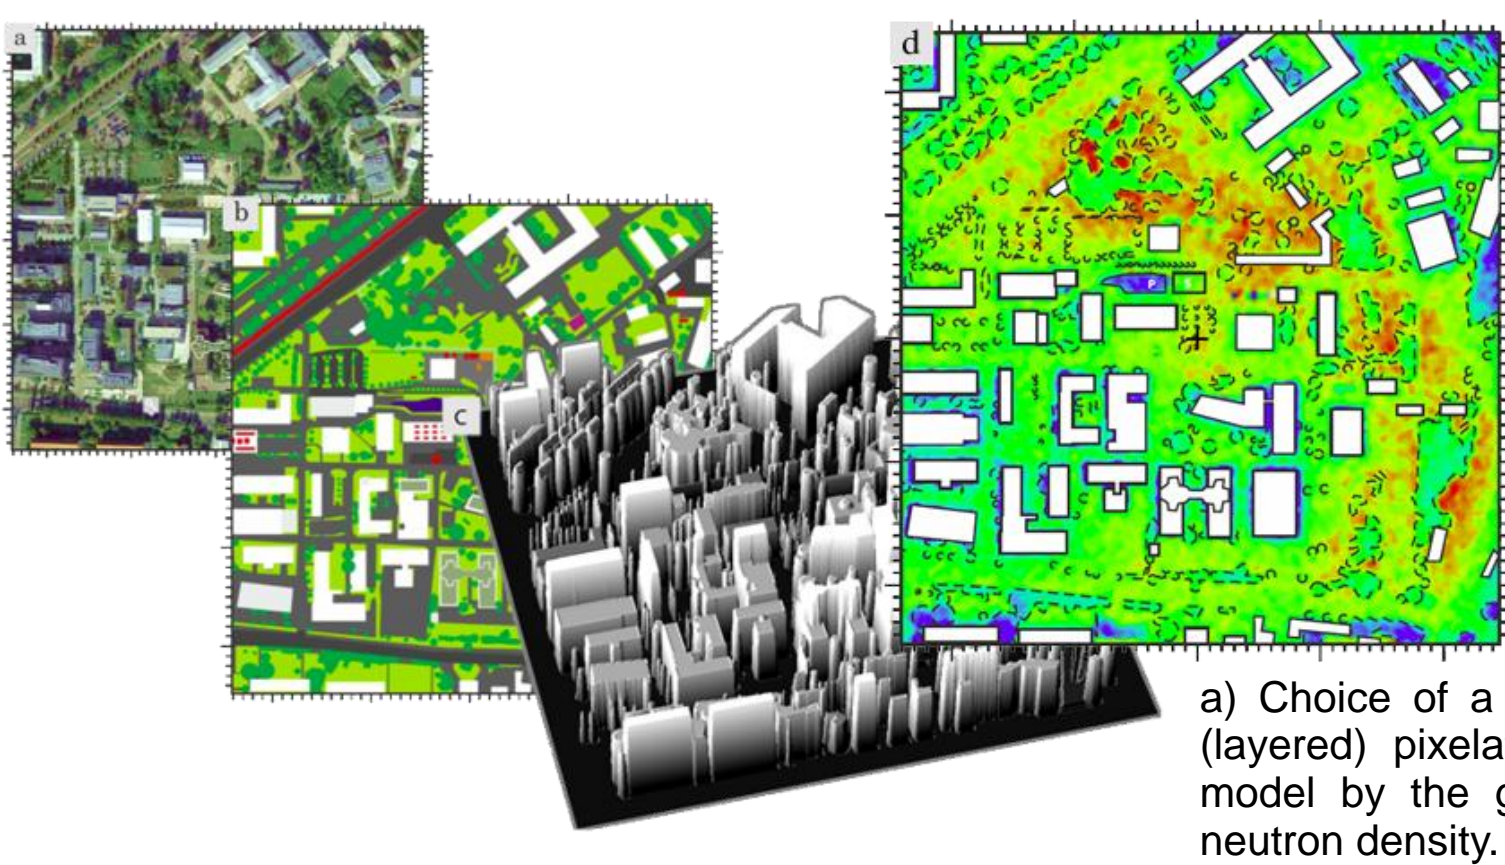 a
b
c
d
P
a) Choice of a
(layered) pixela
model by the g
neutron density.